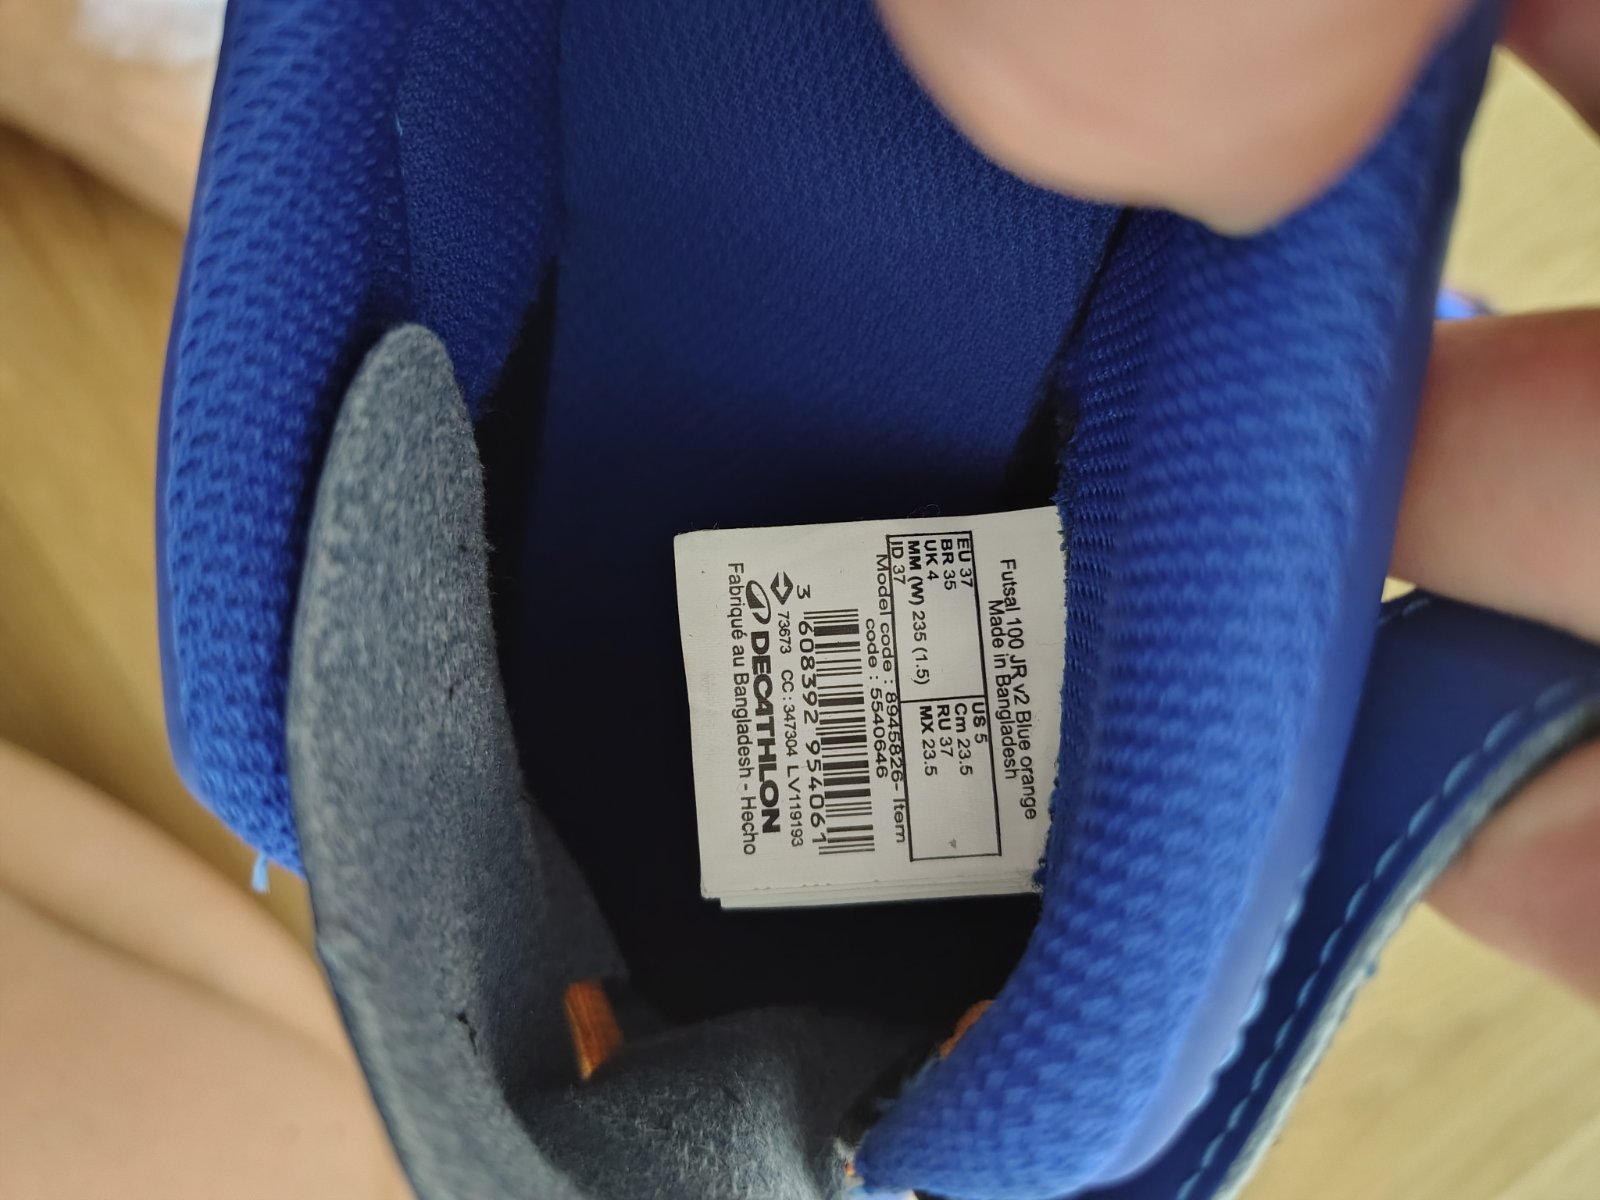 Futsal 100 JR v2 Blue orange
Made in Bangladesh
EU 37 US 5
BR 35 Cm 23.5
UK 4 RU 37
MM (W) 235 (1.5) MX 23.5
ID 37
Model code : 8945826- Item
code : 5540646
3 608392 954061
73673 CC : 347304 LV119193
DECATHLON
Fabriqué au Bangladesh - Hecho